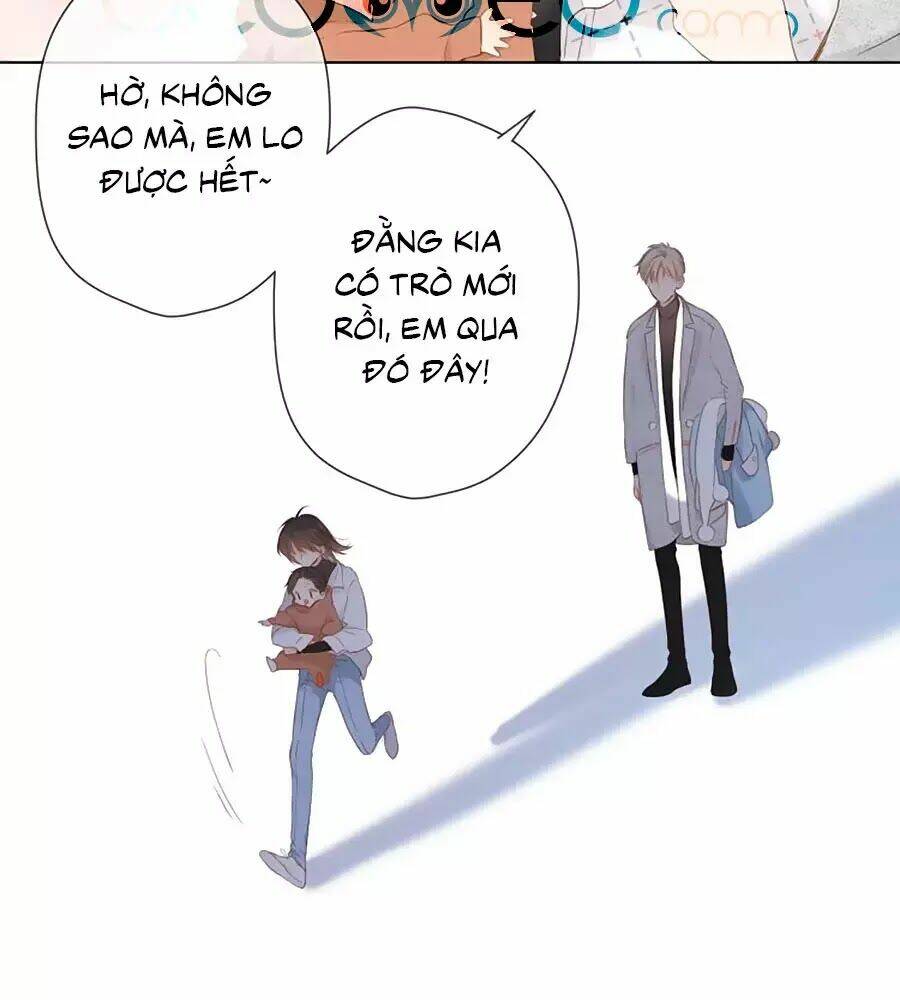 HỜ, KHÔNG
SAO MÀ, EM LO
ĐƯỢC HẾT~
ĐẰNG KIA
CÓ TRÒ MỚI
RỒI, EM QUA
ĐÓ ĐÂY!